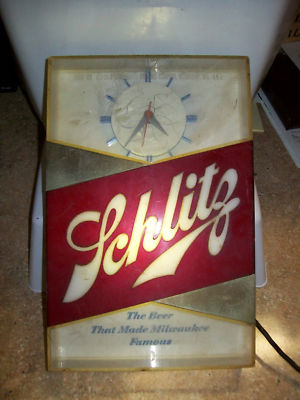 Schlitz
The Beer
That Made Milwaukee
Famous